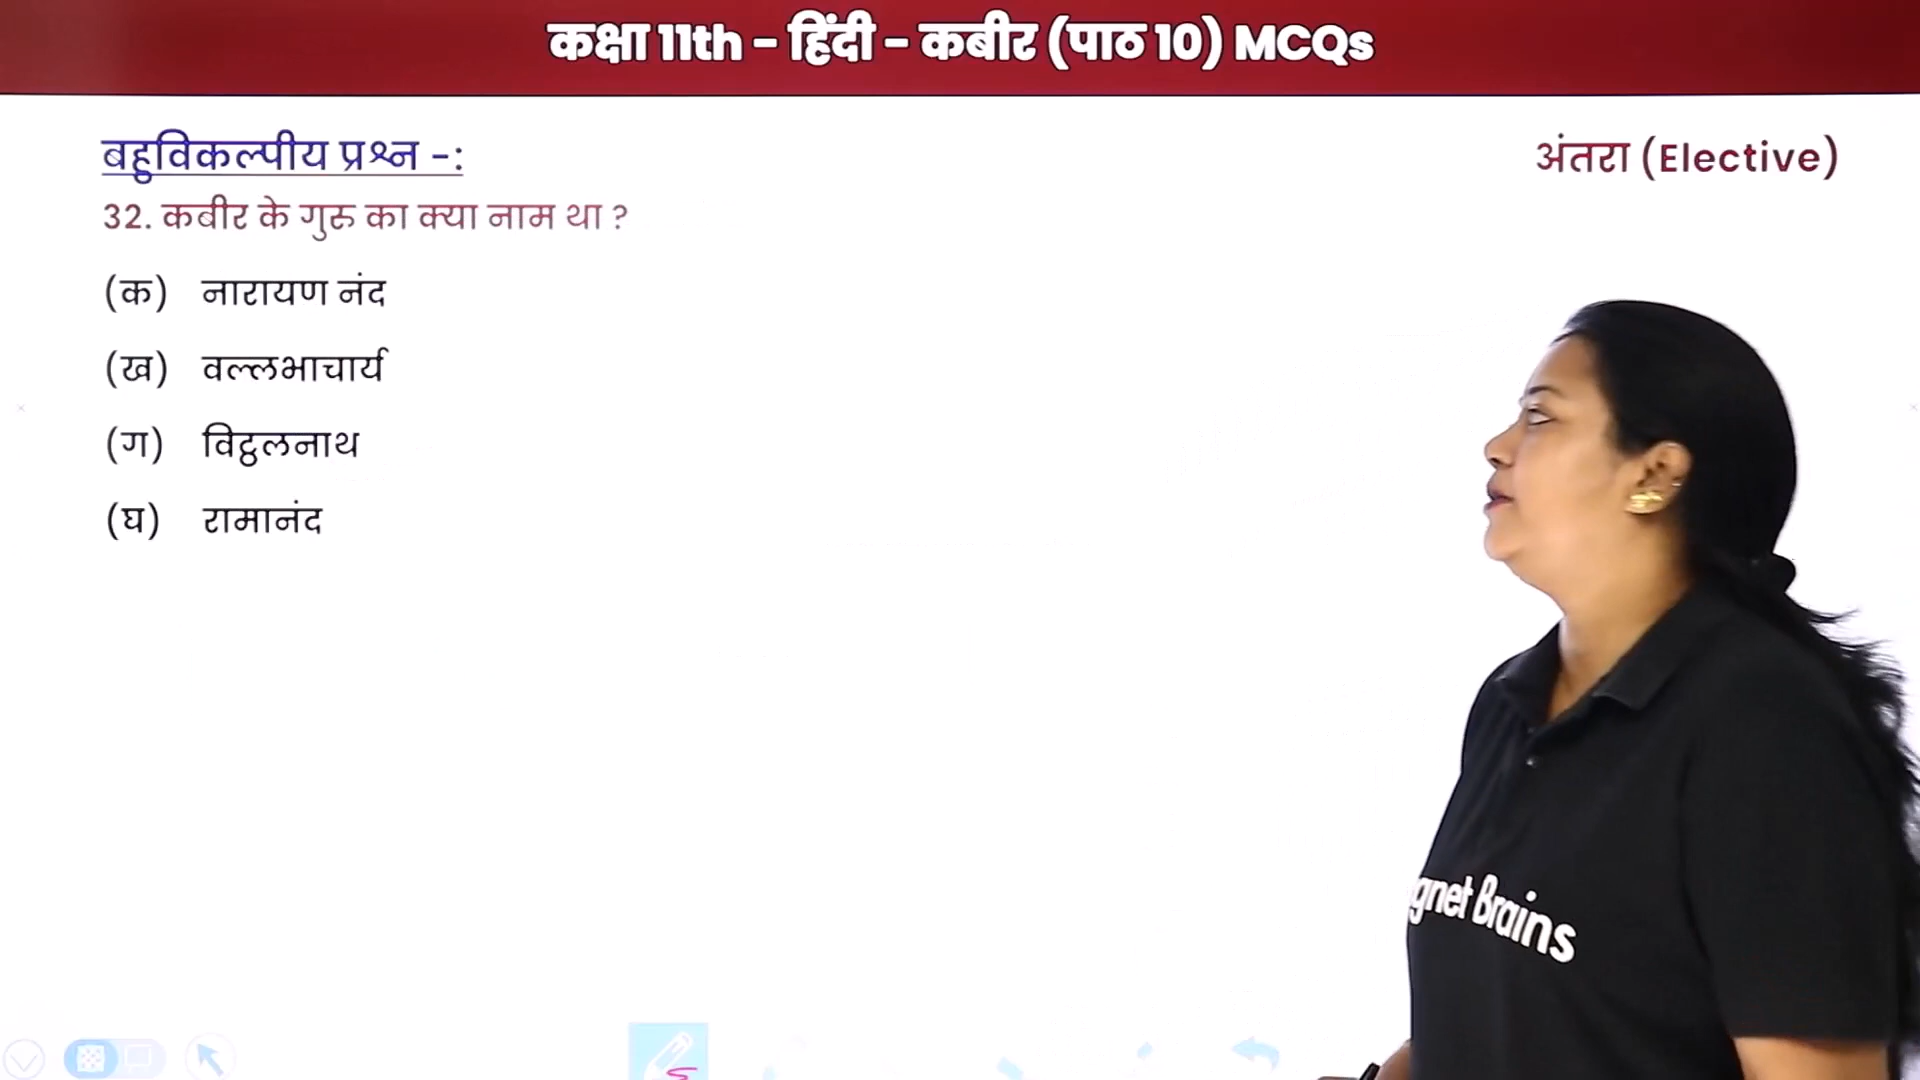 कक्षा 11th - हिंदी - कबीर (पाठ 10) MCQs
बहुविकल्पीय प्रश्न -:
अंतरा (Elective)
32. कबीर के गुरु का क्या नाम था ?
(क) नारायण नंद
(ख) वल्लभाचार्य
(ग) विट्ठलनाथ
(घ) रामानंद
gnet Brains